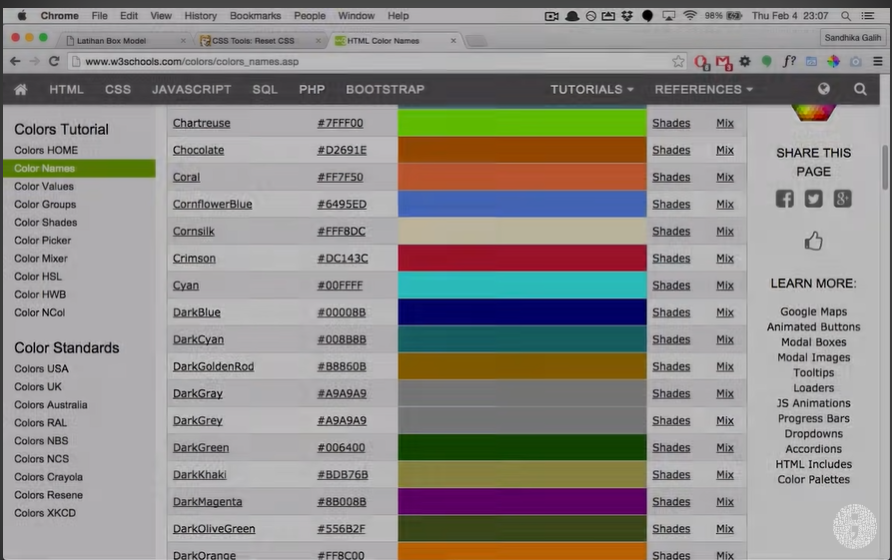 Chrome File Edit View History Bookmarks People Window Help 98% Thu Feb 4 23:07
Latihan Box Model × CSS Tools: Reset CSS × HTML Color Names × Sandhika Galih
www.w3schools.com/colors/colors_names.asp f?
HTML CSS JAVASCRIPT SQL PHP BOOTSTRAP TUTORIALS REFERENCES
Colors Tutorial
Colors HOME
Color Names
Color Values
Color Groups
Color Shades
Color Picker
Color Mixer
Color HSL
Color HWB
Color NCol
Color Standards
Colors USA
Colors UK
Colors Australia
Colors RAL
Colors NBS
Colors NCS
Colors Crayola
Colors Resene
Colors XKCD
Chartreuse #7FFF00 Shades Mix
Chocolate #D2691E Shades Mix
Coral #FF7F50 Shades Mix
CornflowerBlue #6495ED Shades Mix
Cornsilk #FFF8DC Shades Mix
Crimson #DC143C Shades Mix
Cyan #00FFFF Shades Mix
DarkBlue #00008B Shades Mix
DarkCyan #008B8B Shades Mix
DarkGoldenRod #B8860B Shades Mix
DarkGray #A9A9A9 Shades Mix
DarkGrey #A9A9A9 Shades Mix
DarkGreen #006400 Shades Mix
DarkKhaki #BDB76B Shades Mix
DarkMagenta #8B008B Shades Mix
DarkOliveGreen #556B2F Shades Mix
DarkOrange #FF8C00 Shades Mix
SHARE THIS
PAGE
LEARN MORE:
Google Maps
Animated Buttons
Modal Boxes
Modal Images
Tooltips
Loaders
JS Animations
Progress Bars
Dropdowns
Accordions
HTML Includes
Color Palettes